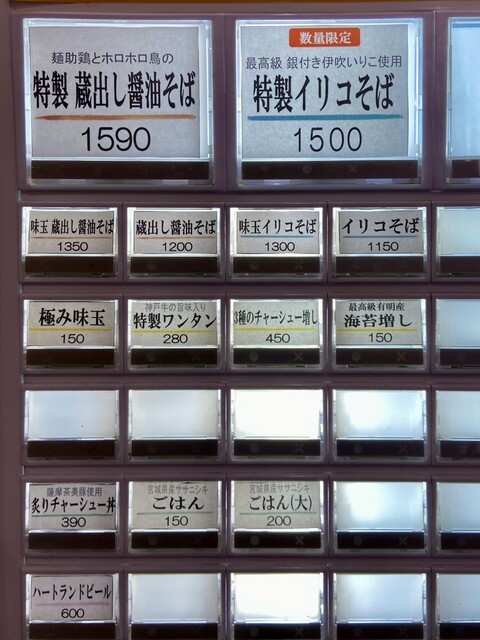 麺助鶏とホロホロ鳥の
特製 蔵出し醤油そば
1590
数量限定
最高級 銀付き伊吹いりこ使用
特製イリコそば
1500
味玉 蔵出し醤油そば
1350
蔵出し醤油そば
1200
味玉イリコそば
1300
イリコそば
1150
極み味玉
150
神戸牛の旨味入り
特製ワンタン
280
3種のチャーシュー増し
450
最高級有明産
海苔増し
150
薩摩茶美豚使用
炙りチャーシュー丼
390
宮城県産ササニシキ
ごはん
150
宮城県産ササニシキ
ごはん(大)
200
ハートランドビール
600